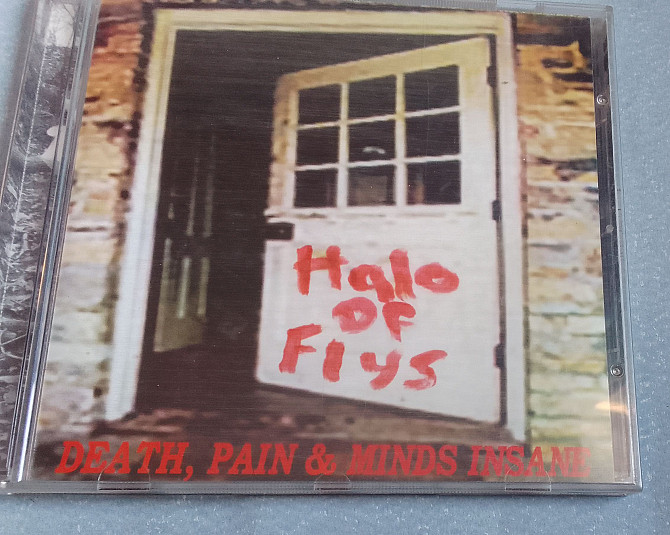 Halo
OF
Flys
DEATH, PAIN & MINDS INSANE